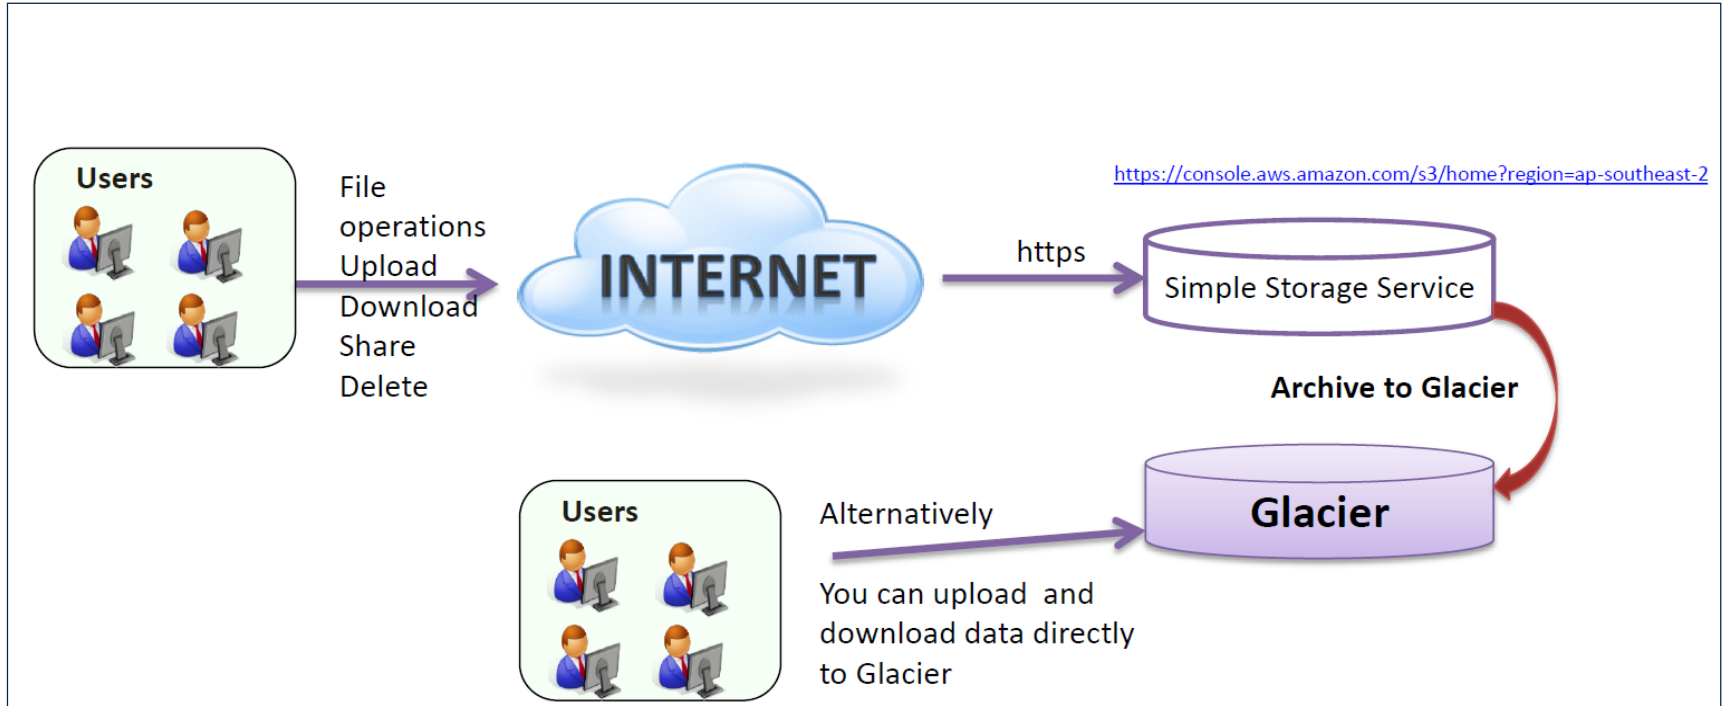 Users
File
operations
Upload
Download
Share
Delete
INTERNET
https
https://console.aws.amazon.com/s3/home?region=ap-southeast-2
Simple Storage Service
Archive to Glacier
Glacier
Users
Alternatively
You can upload  and
download data directly
to Glacier